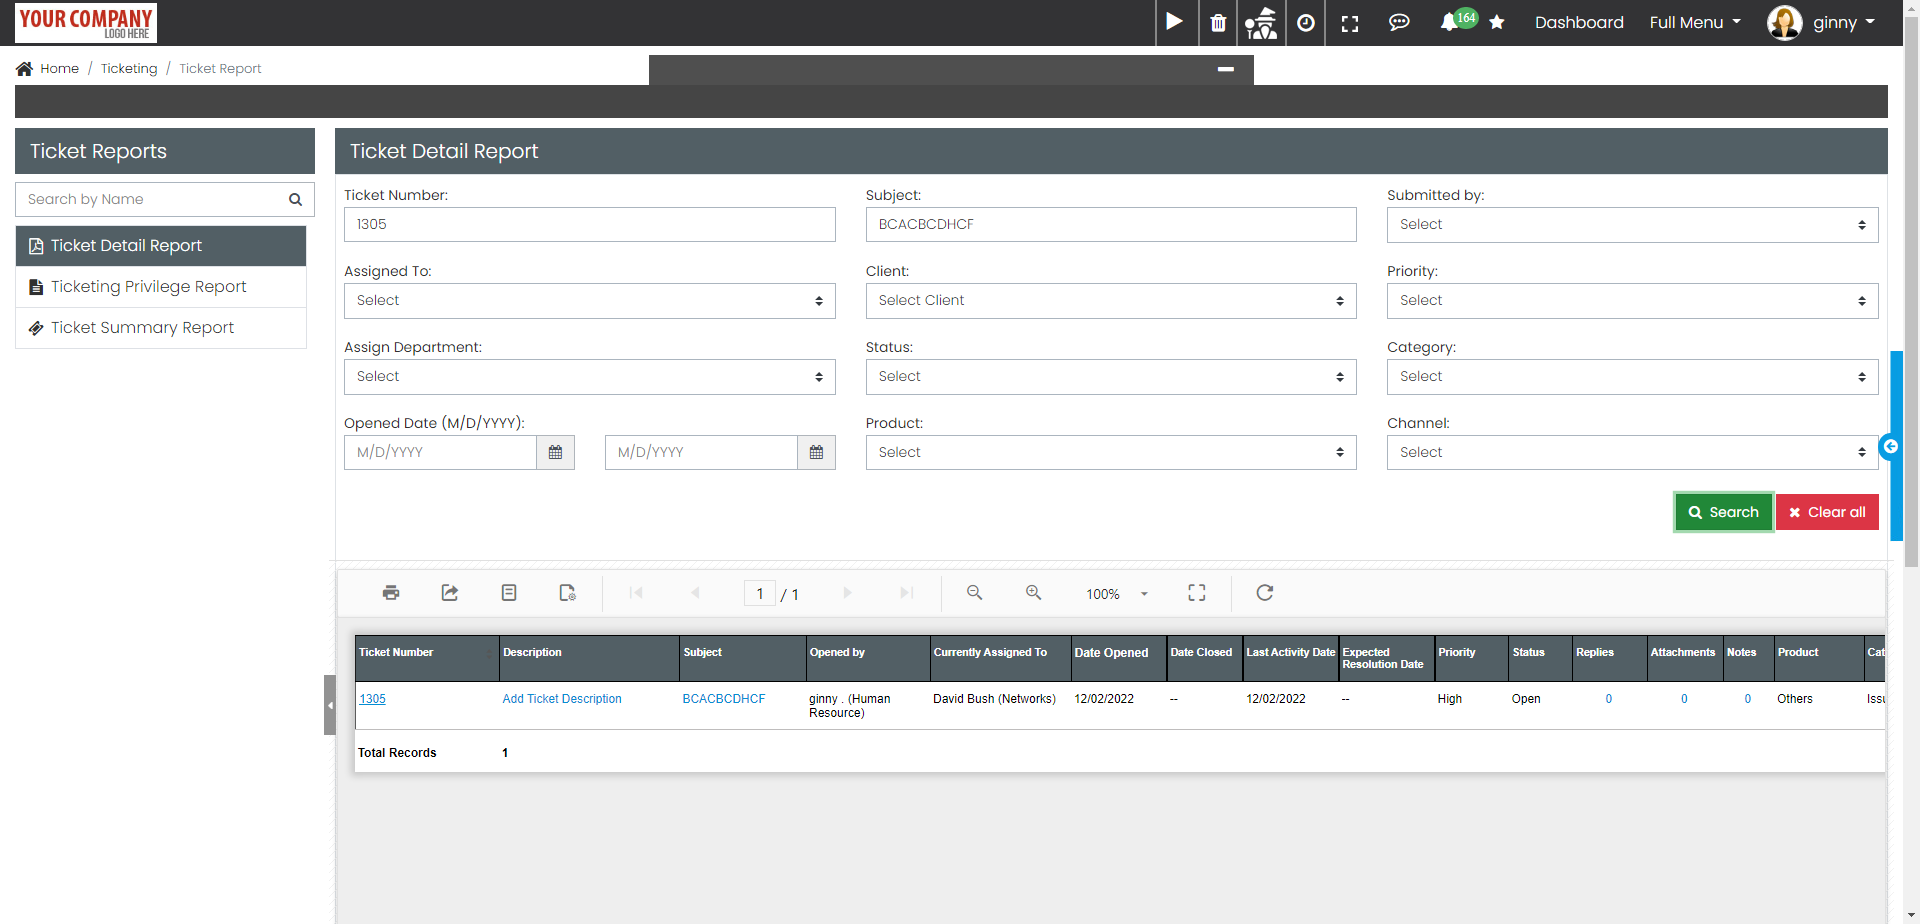 YOUR COMPANY
LOGO HERE
164
Dashboard
Full Menu
ginny
Home / Ticketing / Ticket Report
Ticket Reports
Search by Name
Ticket Detail Report
Ticketing Privilege Report
Ticket Summary Report
Ticket Detail Report
Ticket Number: Subject: Submitted by:
1305 BCACBCDHCF Select
Assigned To: Client: Priority:
Select Select Client Select
Assign Department: Status: Category:
Select Select Select
Opened Date (M/D/YYYY): Product: Channel:
M/D/YYYY M/D/YYYY Select Select
Search Clear all
1 / 1 100%
Ticket Number Description Subject Opened by Currently Assigned To Date Opened Date Closed Last Activity Date Expected Resolution Date Priority Status Replies Attachments Notes Product Cat
1305 Add Ticket Description BCACBCDHCF ginny . (Human Resource) David Bush (Networks) 12/02/2022 -- 12/02/2022 -- High Open 0 0 0 Others Issu
Total Records 1